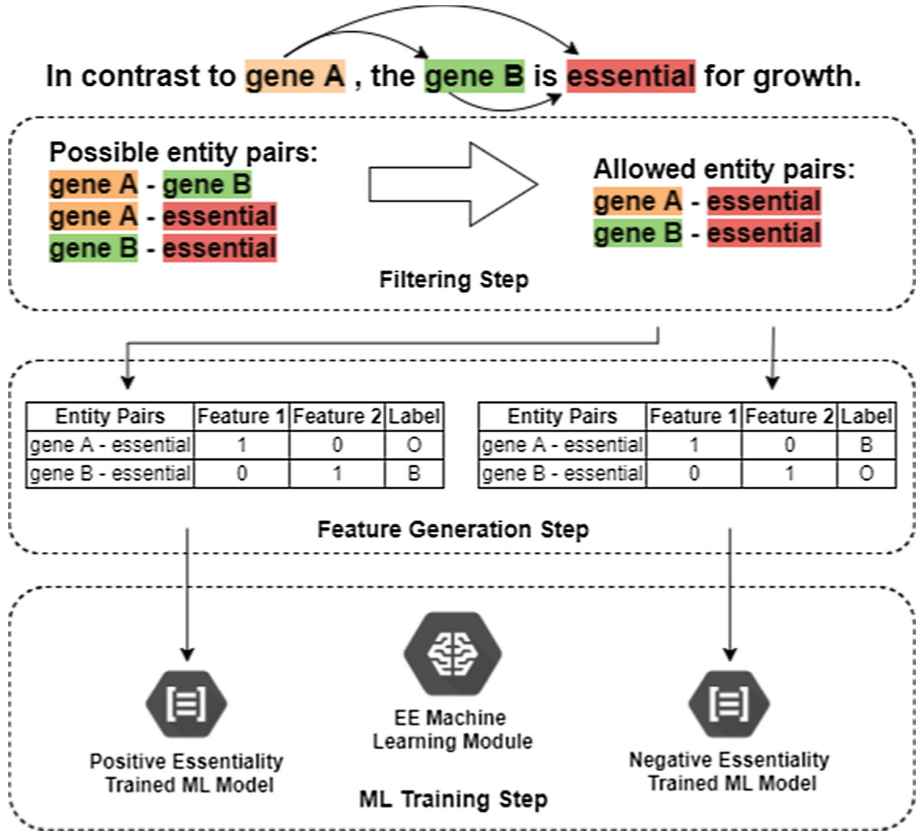 In contrast to gene A , the gene B is essential for growth.
Possible entity pairs:
gene A - gene B
gene A - essential
gene B - essential
Allowed entity pairs:
gene A - essential
gene B - essential
Filtering Step
Entity Pairs Feature 1 Feature 2 Label
gene A - essential 1 0 O
gene B - essential 0 1 B
Entity Pairs Feature 1 Feature 2 Label
gene A - essential 1 0 B
gene B - essential 0 1 O
Feature Generation Step
Positive Essentiality
Trained ML Model
EE Machine
Learning Module
Negative Essentiality
Trained ML Model
ML Training Step